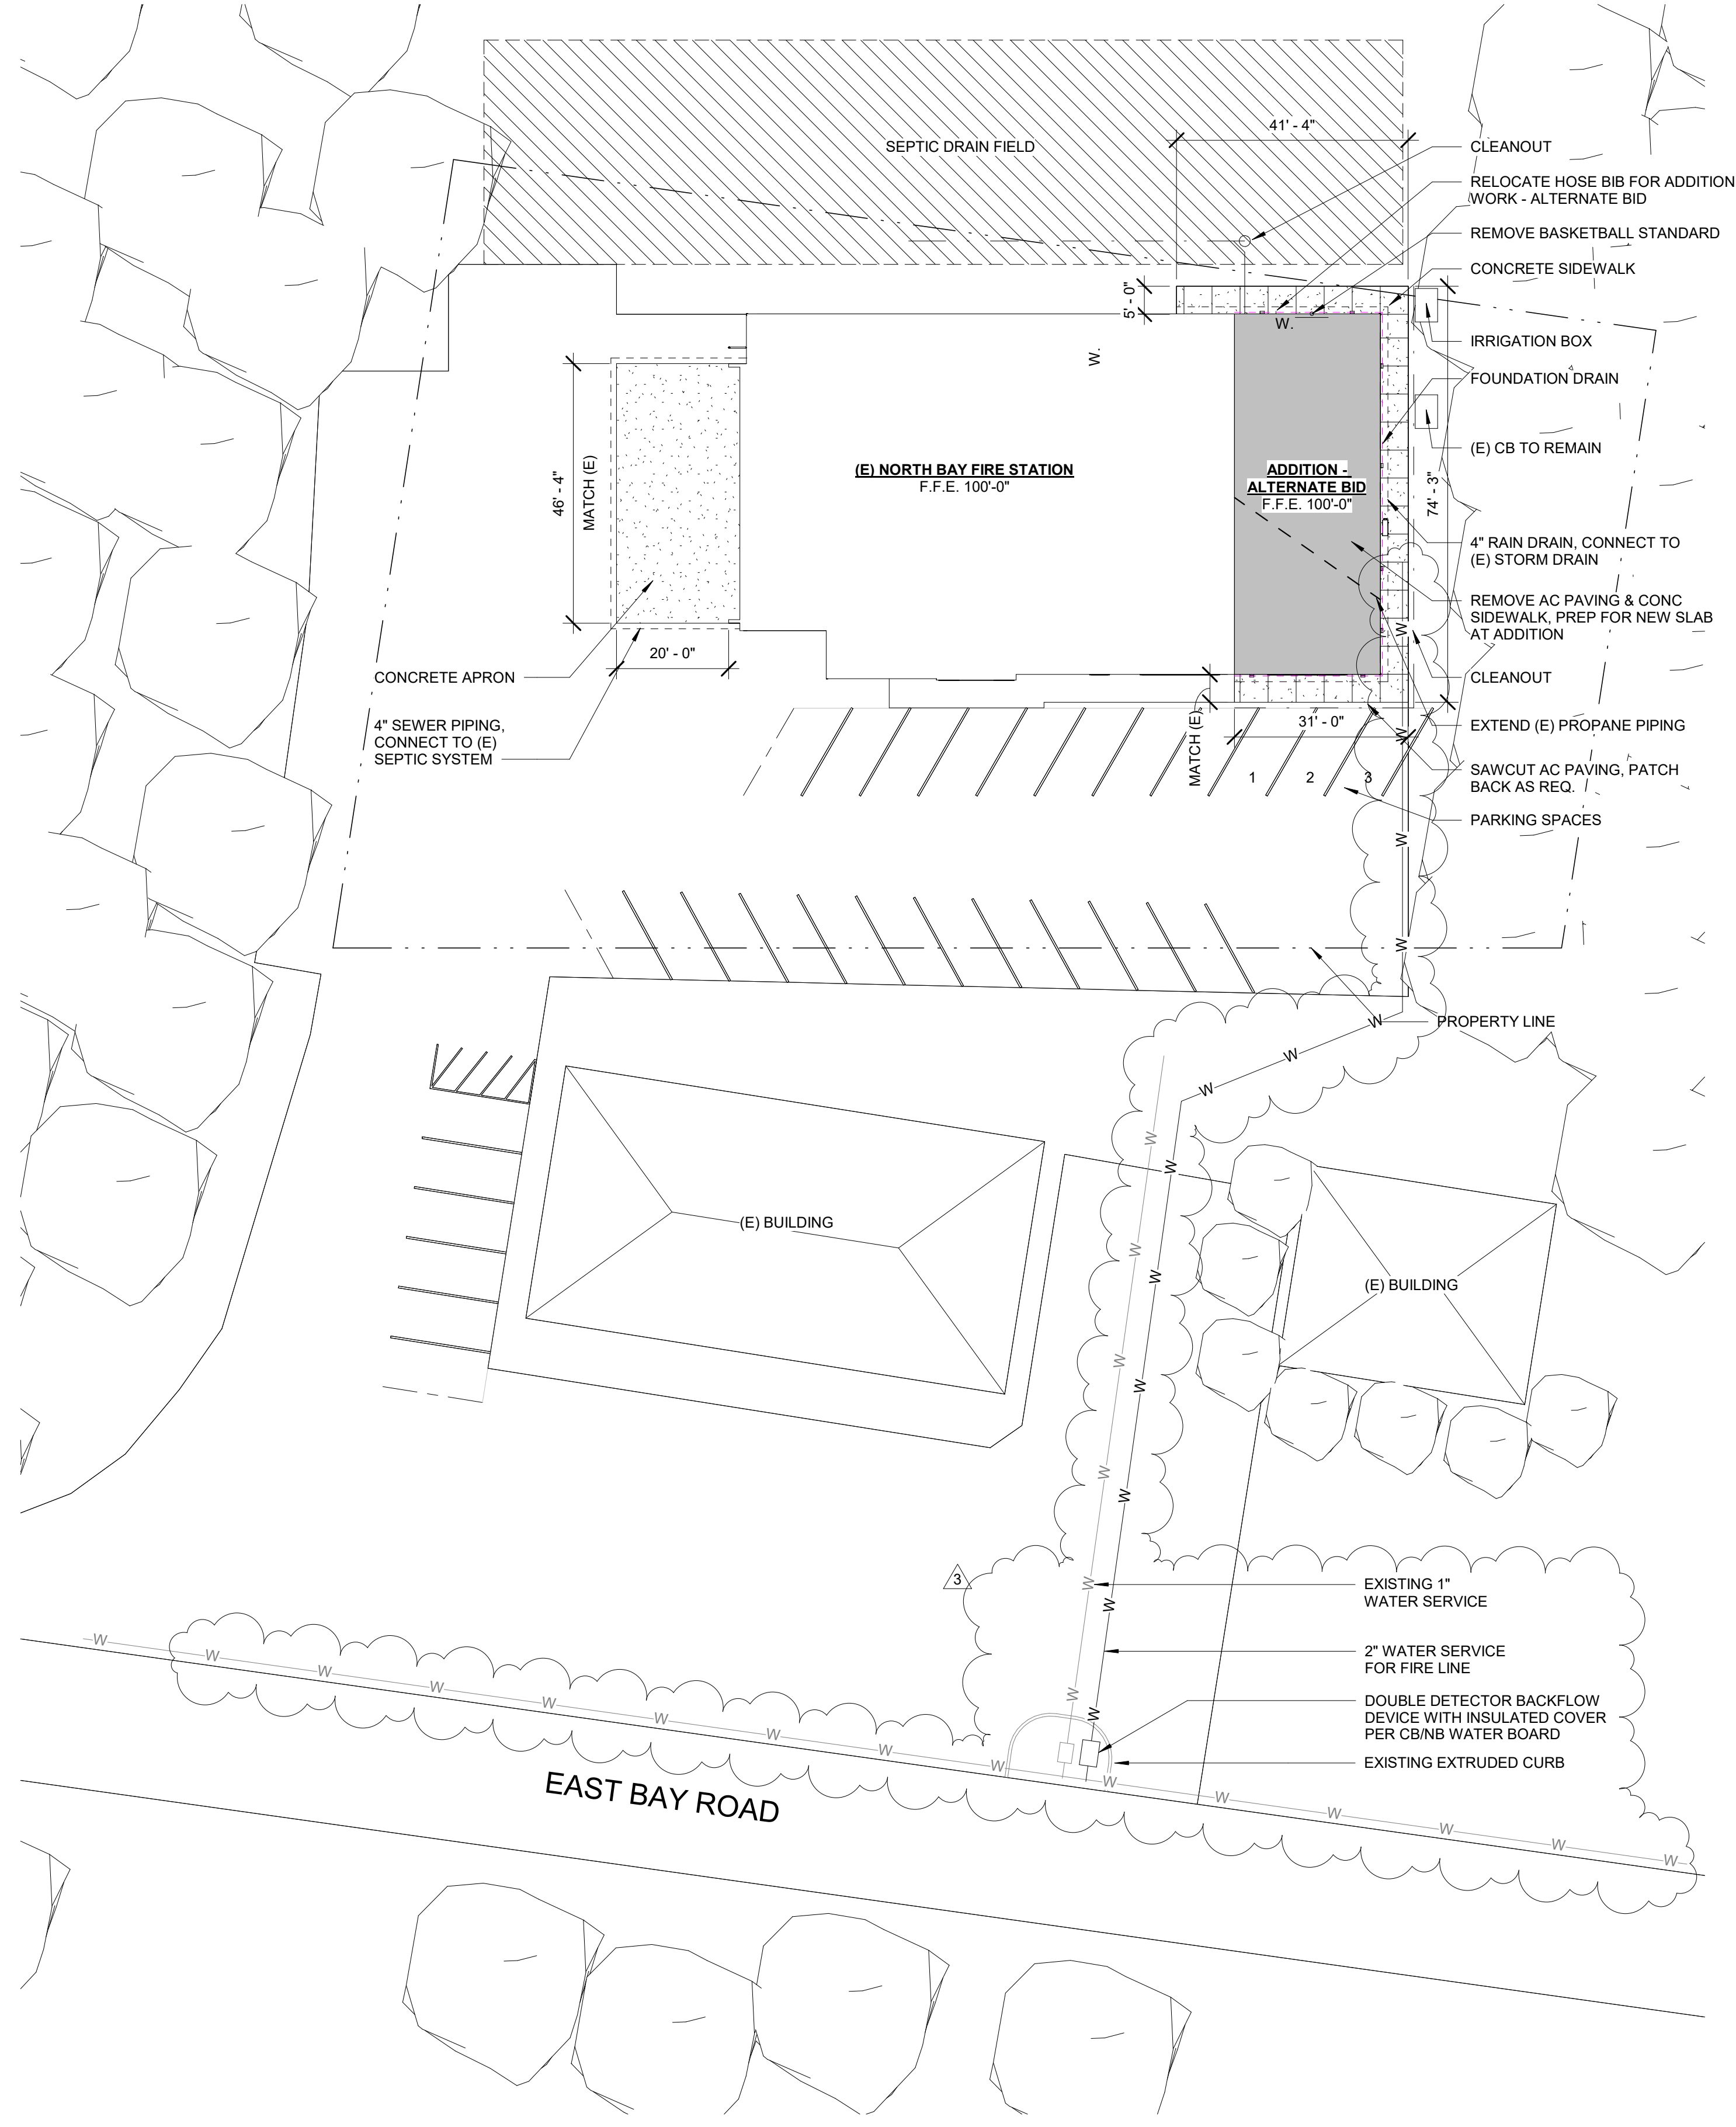 41' - 4"
SEPTIC DRAIN FIELD
CLEANOUT
RELOCATE HOSE BIB FOR ADDITION
WORK - ALTERNATE BID
REMOVE BASKETBALL STANDARD
CONCRETE SIDEWALK
5' - 0"
W.
W.
IRRIGATION BOX
FOUNDATION DRAIN
(E) CB TO REMAIN
46' - 4"
MATCH (E)
(E) NORTH BAY FIRE STATION
F.F.E. 100'-0"
ADDITION -
ALTERNATE BID
F.F.E. 100'-0"
74' - 3"
4" RAIN DRAIN, CONNECT TO
(E) STORM DRAIN
REMOVE AC PAVING & CONC
SIDEWALK, PREP FOR NEW SLAB
AT ADDITION
W
20' - 0"
CONCRETE APRON
CLEANOUT
4" SEWER PIPING,
CONNECT TO (E)
SEPTIC SYSTEM
MATCH (E)
31' - 0"
W
EXTEND (E) PROPANE PIPING
1 2 3
SAWCUT AC PAVING, PATCH
BACK AS REQ.
PARKING SPACES
W
W
W
PROPERTY LINE
W
W
W
W
(E) BUILDING
W
W
(E) BUILDING
W
W
W
W
3
W
W
EXISTING 1"
WATER SERVICE
W
W
W
W
W
W
W
W
W
2" WATER SERVICE
FOR FIRE LINE
W
W
DOUBLE DETECTOR BACKFLOW
DEVICE WITH INSULATED COVER
PER CB/NB WATER BOARD
EXISTING EXTRUDED CURB
W
W
W
W
W
W
W
EAST BAY ROAD